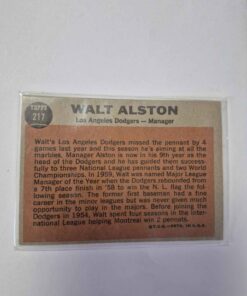 TOPPS
217
WALT ALSTON
Los Angeles Dodgers — Manager
Walt's Los Angeles Dodgers missed the pennant by 4
games last year and this season he's aiming at all the
marbles. Manager Alston is now in his 9th year as the
head of the Dodgers and he has guided them success-
fully to three National League pennants and two World
Championships. In 1959, Walt was named Major League
Manager of the Year when the Dodgers rebounded from
a 7th place finish in '58 to win the N. L. flag the follow-
ing season. The former first baseman had a fine
career in the minor leagues but was never given much
opportunity to play in the majors. Before joining the
Dodgers in 1954, Walt spent four seasons in the inter-
national League helping Montreal win 2 pennants.
©T.C.G.—PRTD. IN U.S.A.